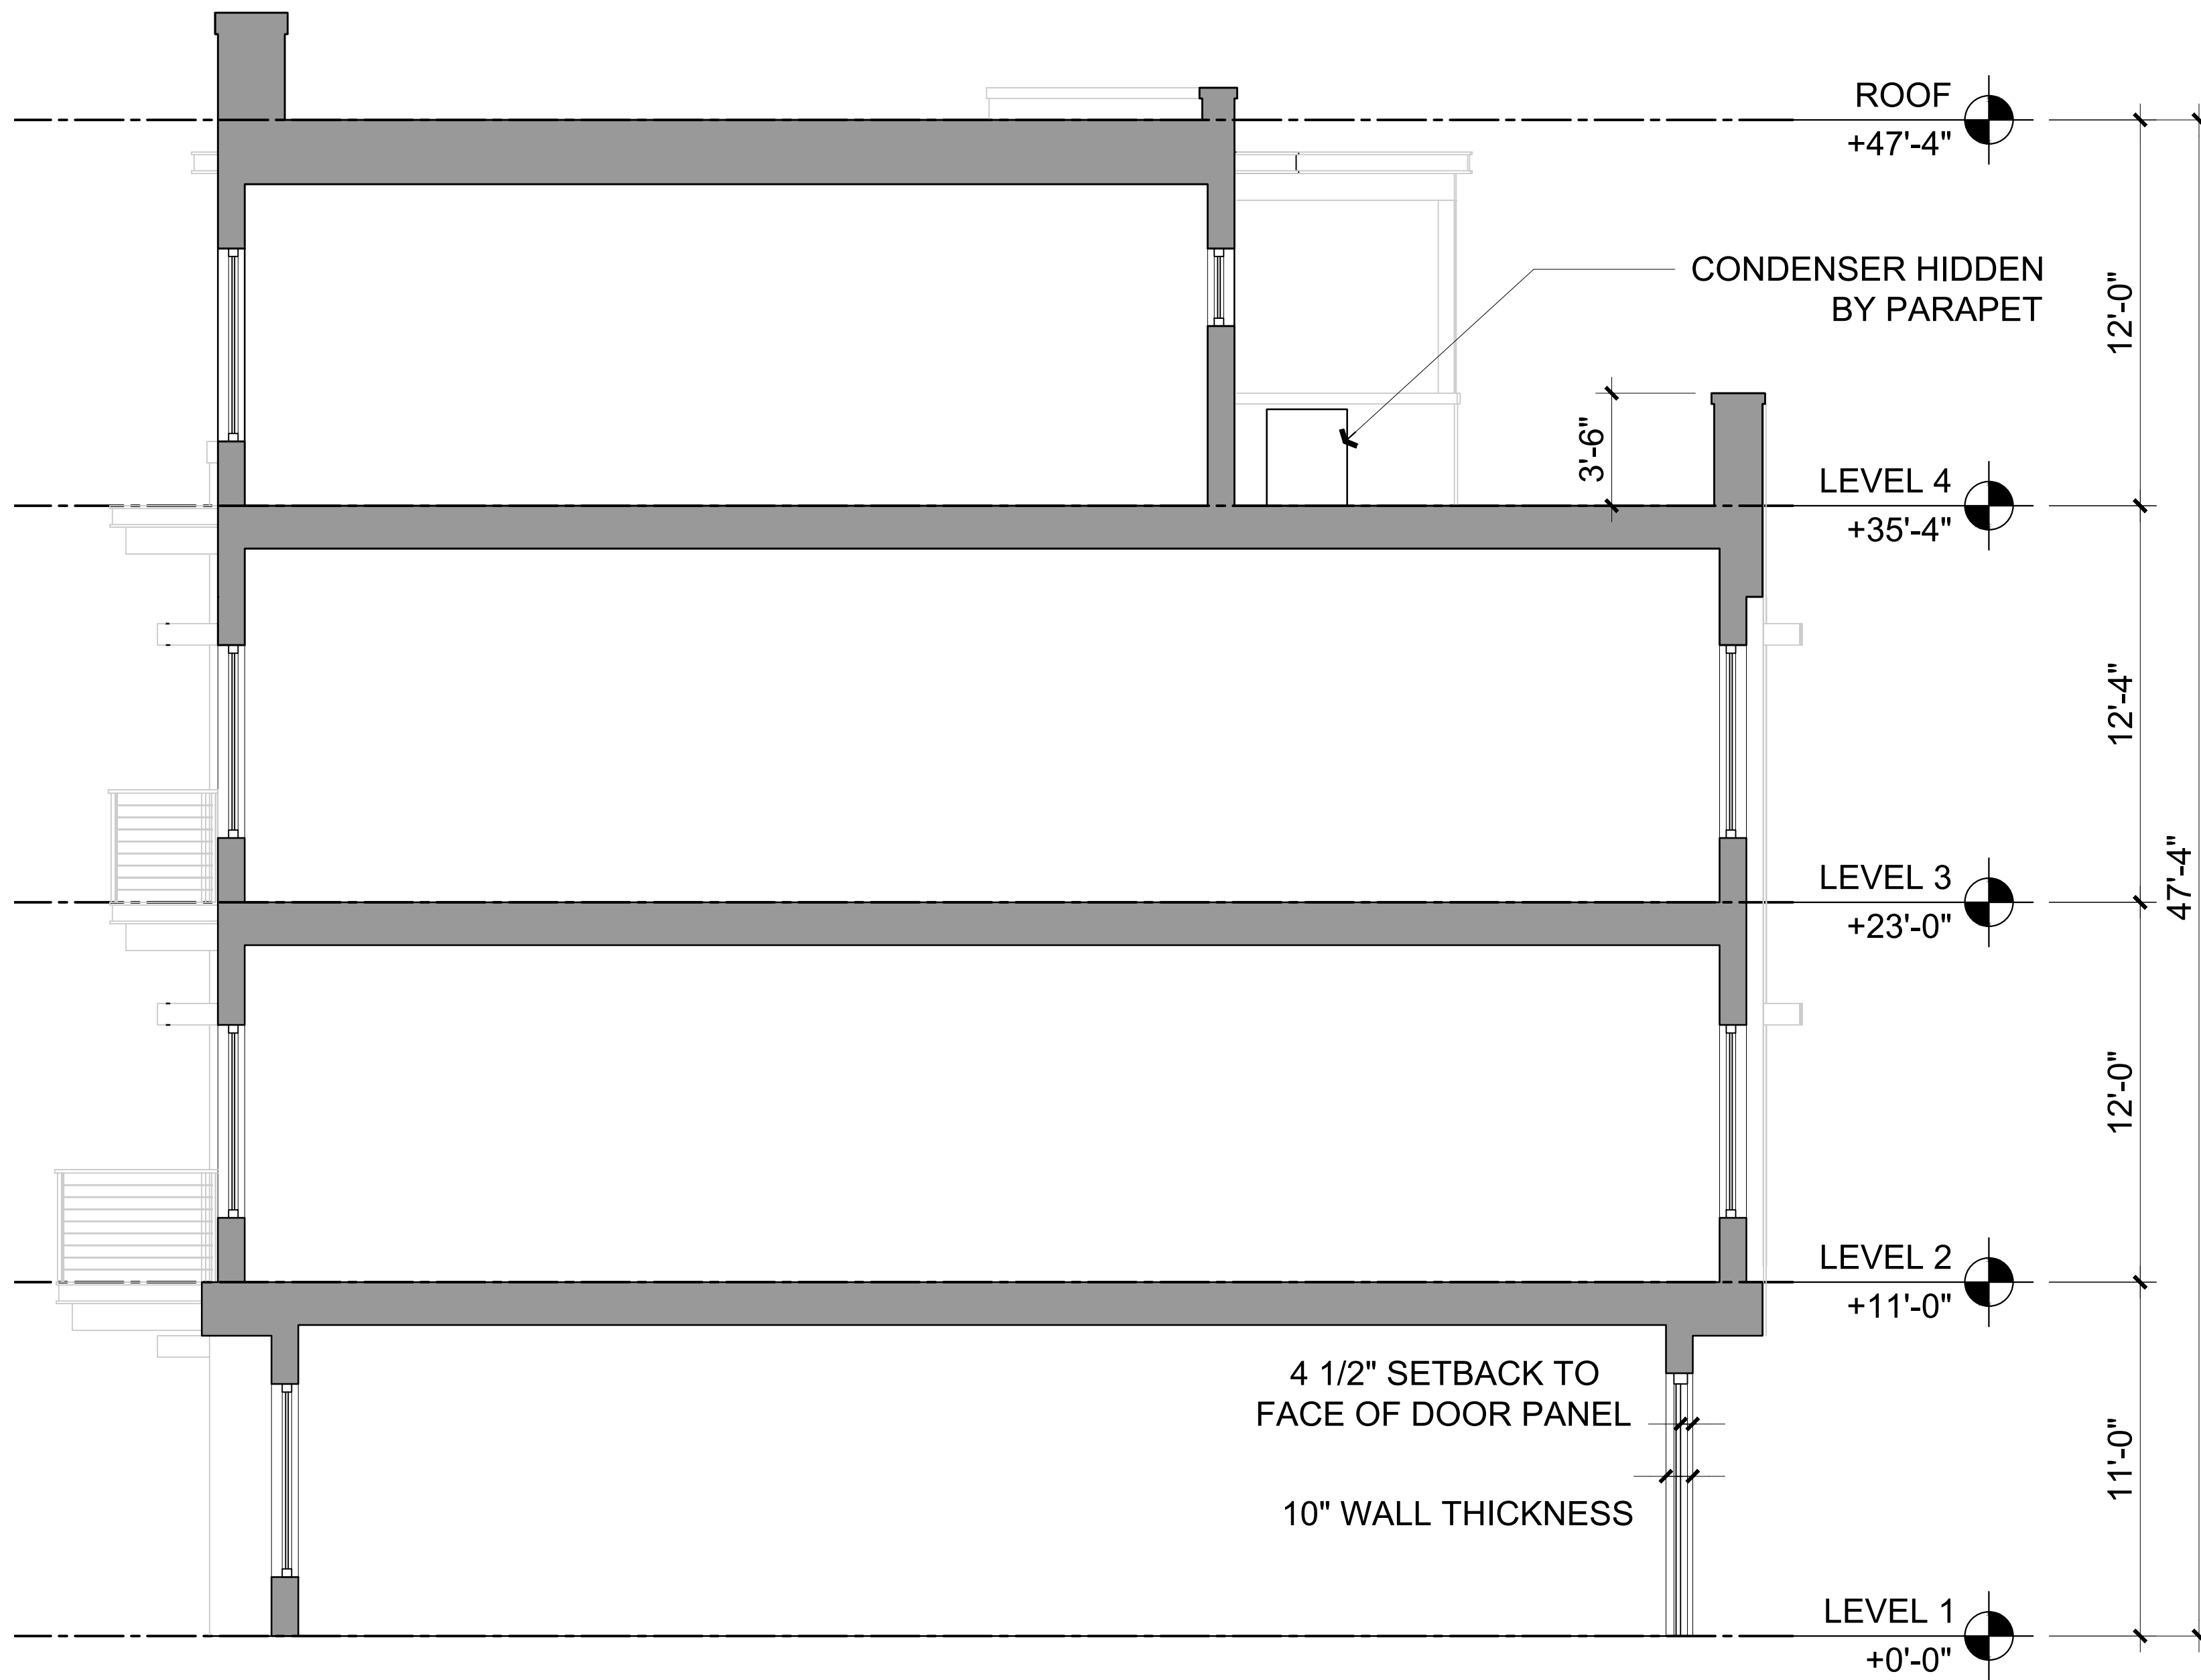 ROOF
+47'-4"
CONDENSER HIDDEN
BY PARAPET
12'-0"
3'-6"
LEVEL 4
+35'-4"
12'-4"
LEVEL 3
+23'-0"
47'-4"
12'-0"
LEVEL 2
+11'-0"
4 1/2" SETBACK TO
FACE OF DOOR PANEL
11'-0"
10" WALL THICKNESS
LEVEL 1
+0'-0"